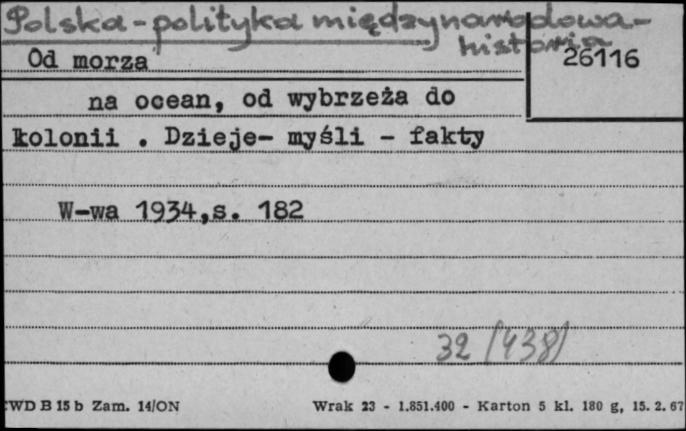 Polska - polityka międzynarodowa -
historia
Od morza
26116
na ocean, od wybrzeża do
kolonii . Dzieje- myśli - fakty
W-wa 1934,s. 182
32 (438)
WD B 15 b Zam. 14/ON
Wrak 23 - 1.851.400 - Karton 5 kl. 180 g, 15. 2. 67